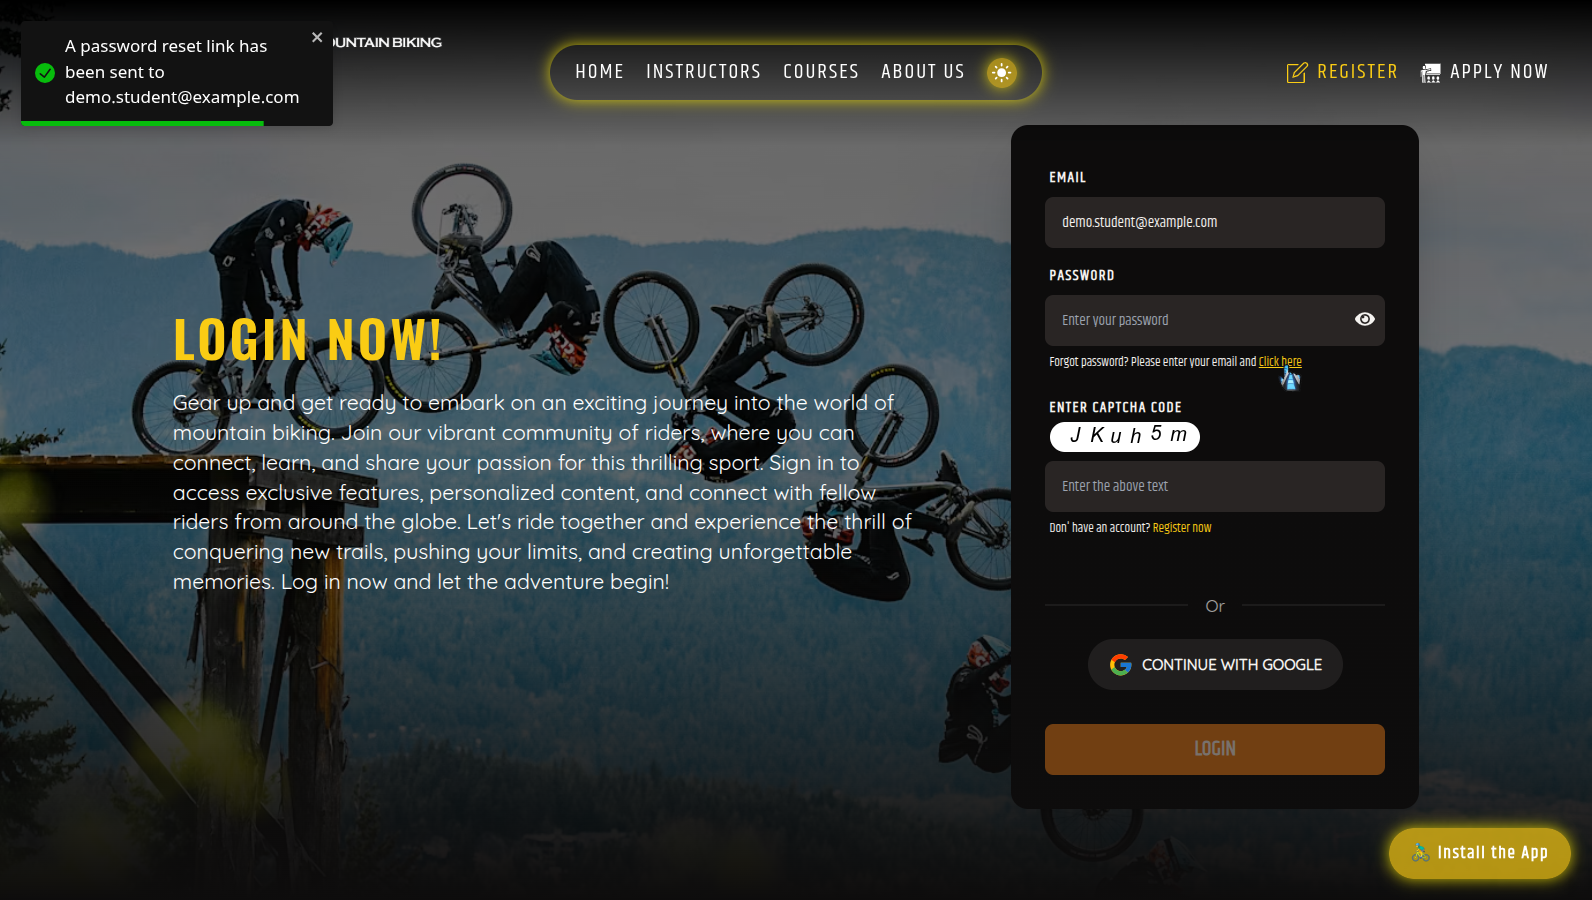 A password reset link has
been sent to
demo.student@example.com
UNTAIN BIKING
HOME
INSTRUCTORS
COURSES
ABOUT US
REGISTER
APPLY NOW
LOGIN NOW!
Gear up and get ready to embark on an exciting journey into the world of
mountain biking. Join our vibrant community of riders, where you can
connect, learn, and share your passion for this thrilling sport. Sign in to
access exclusive features, personalized content, and connect with fellow
riders from around the globe. Let's ride together and experience the thrill of
conquering new trails, pushing your limits, and creating unforgettable
memories. Log in now and let the adventure begin!
EMAIL
demo.student@example.com
PASSWORD
Enter your password
Forgot password? Please enter your email and Click here
ENTER CAPTCHA CODE
J K u h 5 m
Enter the above text
Don' have an account? Register now
Or
CONTINUE WITH GOOGLE
LOGIN
Install the App